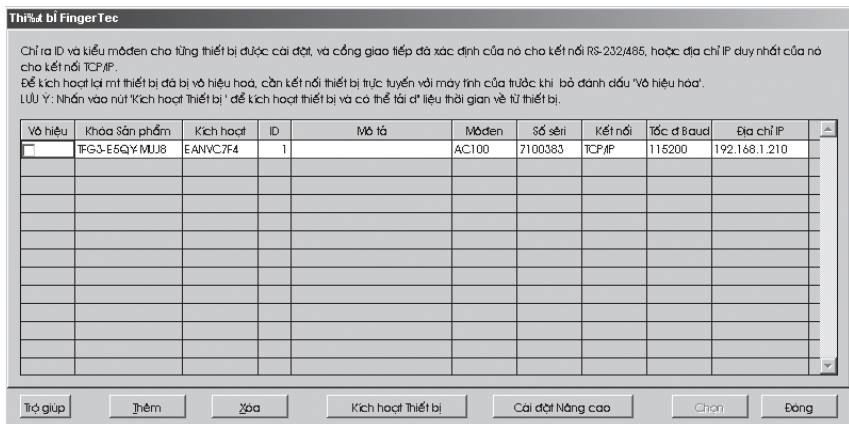 Thi‰t bÎ FingerTec
Chỉ ra ID và kiểu môđen cho từng thiết bị được cài đặt, và cổng giao tiếp đã xác định của nó cho kết nối RS-232/485, hoặc địa chỉ IP duy nhất của nó
cho kết nối TCP/IP.
Để kích hoạt lại mt thiết bị đã bị vô hiệu hoá, cần kết nối thiết bị trực tuyến với máy tính của trước khi bỏ đánh dấu 'Vô hiệu hóa'.
LƯU Ý: Nhấn vào nút 'Kích hoạt Thiết bị ' để kích hoạt thiết bị và có thể tải d" liệu thời gian về từ thiết bị.
Vô hiệu Khóa Sản phẩm Kích hoạt ID Mô tả Môđen Số sêri Kết nối Tốc đ Baud Địa chỉ IP
TFG3-E5QY-MUJ8 EANVC7F4 1 AC100 7100383 TCP/IP 115200 192.168.1.210
Trợ giúp Thêm Xóa Kích hoạt Thiết bị Cài đặt Nâng cao Chọn Đóng